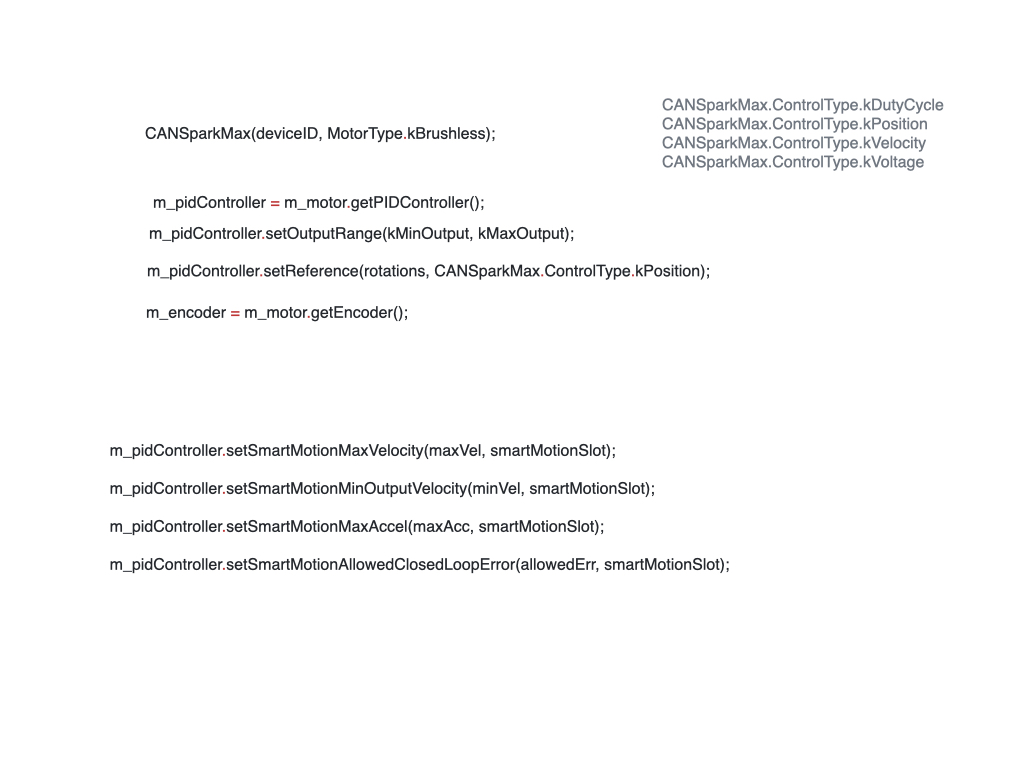 CANSparkMax.ControlType.kDutyCycle
CANSparkMax.ControlType.kPosition
CANSparkMax.ControlType.kVelocity
CANSparkMax.ControlType.kVoltage
CANSparkMax(deviceID, MotorType.kBrushless);
m_pidController = m_motor.getPIDController();
m_pidController.setOutputRange(kMinOutput, kMaxOutput);
m_pidController.setReference(rotations, CANSparkMax.ControlType.kPosition);
m_encoder = m_motor.getEncoder();
m_pidController.setSmartMotionMaxVelocity(maxVel, smartMotionSlot);
m_pidController.setSmartMotionMinOutputVelocity(minVel, smartMotionSlot);
m_pidController.setSmartMotionMaxAccel(maxAcc, smartMotionSlot);
m_pidController.setSmartMotionAllowedClosedLoopError(allowedErr, smartMotionSlot);